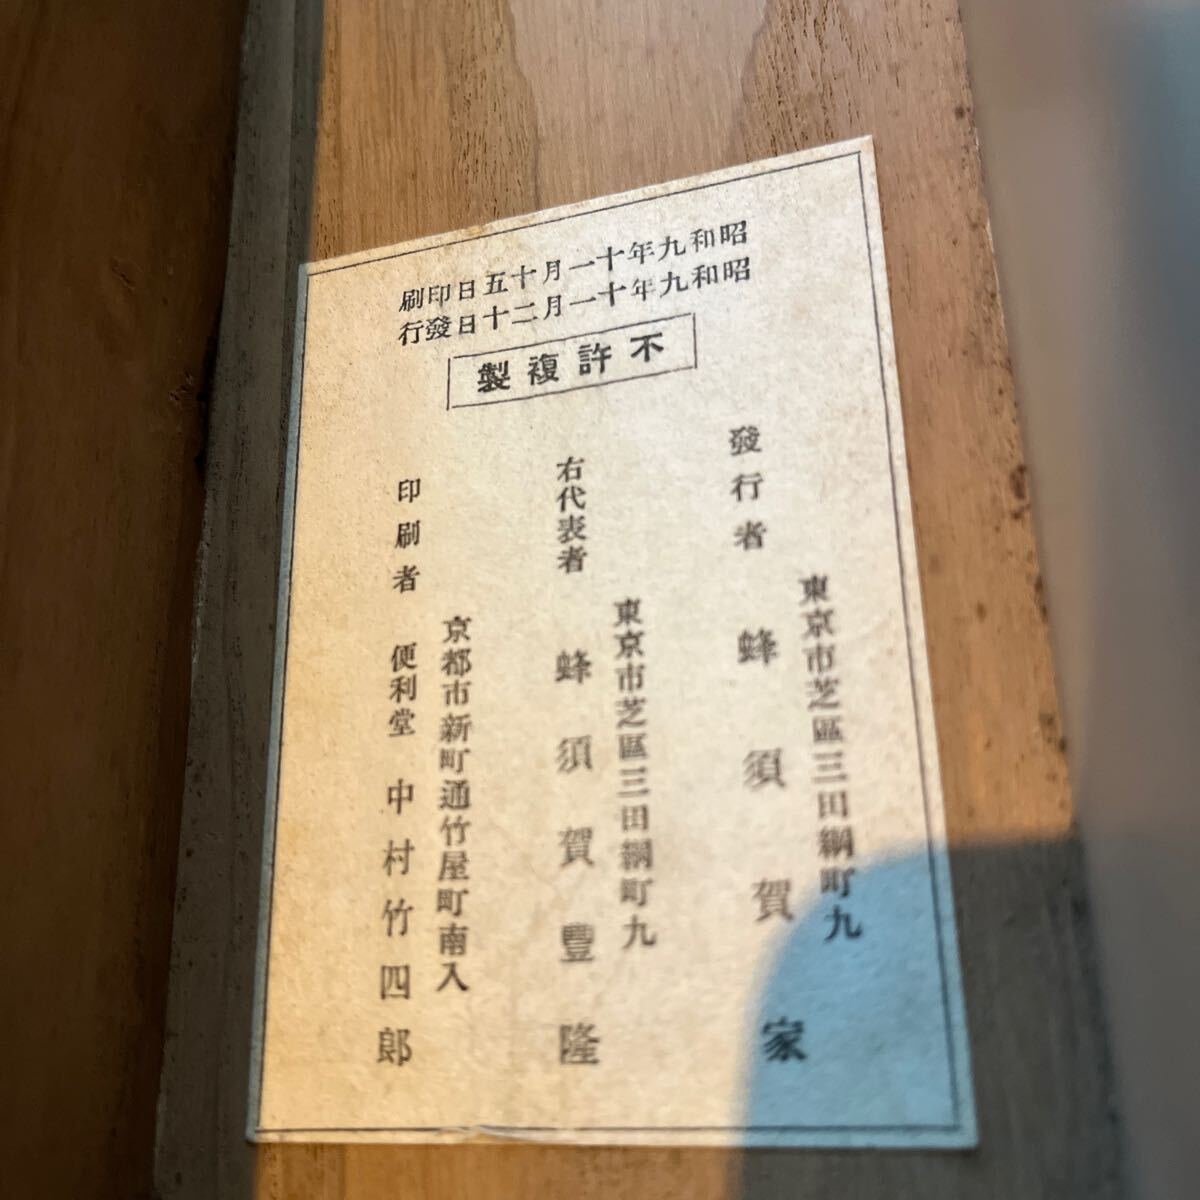 昭和九年十一月十五日印刷
昭和九年十一月二十日發行
不許複製
東京市芝區三田綱町九
發行者 蜂須賀家
東京市芝區三田綱町九
右代表者 蜂須賀豐隆
京都市新町通竹屋町南入
印刷者 便利堂 中村竹四郎